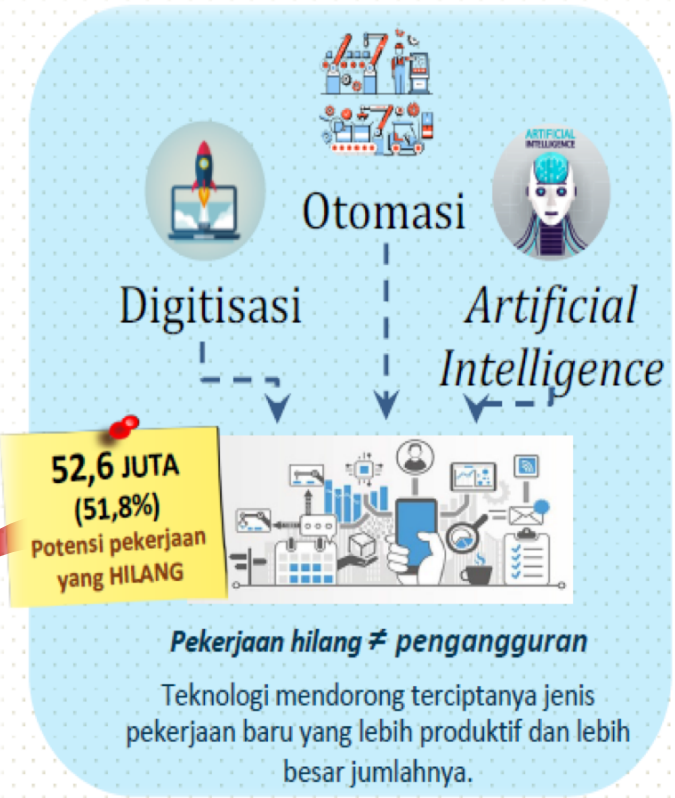 ARTIFICIAL
INTELLIGENCE
Otomasi
Digitisasi
Artificial
Intelligence
52,6 JUTA
(51,8%)
Potensi pekerjaan
yang HILANG
Pekerjaan hilang ≠ pengangguran
Teknologi mendorong terciptanya jenis
pekerjaan baru yang lebih produktif dan lebih
besar jumlahnya.